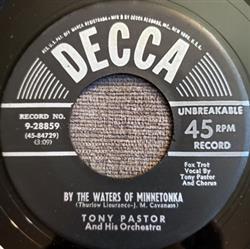 DECCA
RECORD NO.
9-28859
(45-84729)
(3:09)
UNBREAKABLE
45 RPM
RECORD
Fox Trot
Vocal By
Tony Pastor
And Chorus
BY THE WATERS OF MINNETONKA
(Thurlow Lieurance-J. M. Cavanass)
TONY PASTOR
And His Orchestra